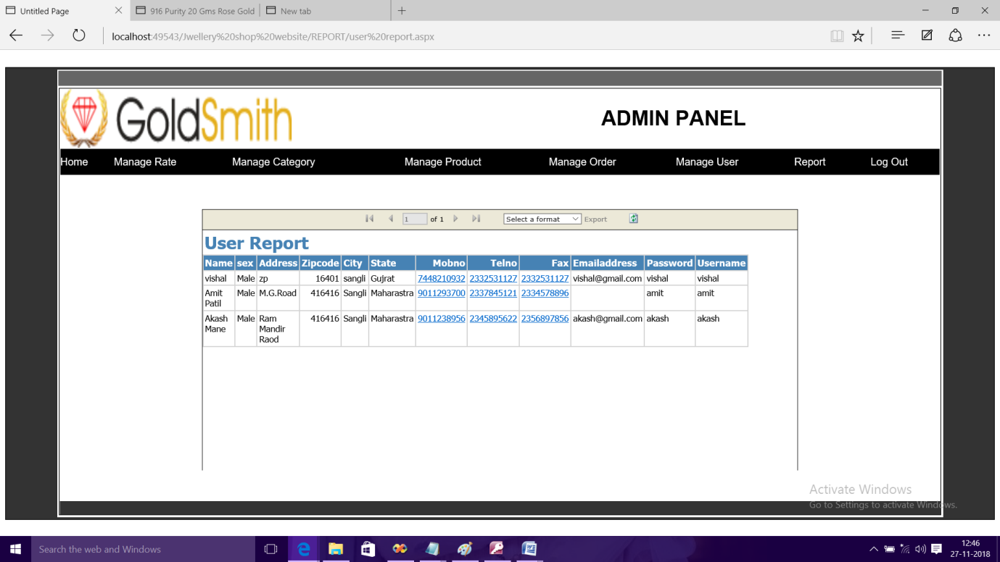 Untitled Page
916 Purity 20 Gms Rose Gold
New tab
localhost:49543/Jwellery%20shop%20website/REPORT/user%20report.aspx
GoldSmith
ADMIN PANEL
Home Manage Rate Manage Category Manage Product Manage Order Manage User Report Log Out
1 of 1 Select a format Export
User Report
Name sex Address Zipcode City State Mobno Telno Fax Emailaddress Password Username
vishal Male zp 16401 sangli Gujrat 7448210932 2332531127 2332531127 vishal@gmail.com vishal vishal
Amit Male M.G.Road 416416 Sangli Maharastra 9011293700 2337845121 2334578896 amit amit
Patil
Akash Male Ram 416416 Sangli Maharastra 9011238956 2345895622 2356897856 akash@gmail.com akash akash
Mane Mandir
Raod
Activate Windows
Go to Settings to activate Windows.
Search the web and Windows
12:46
27-11-2018